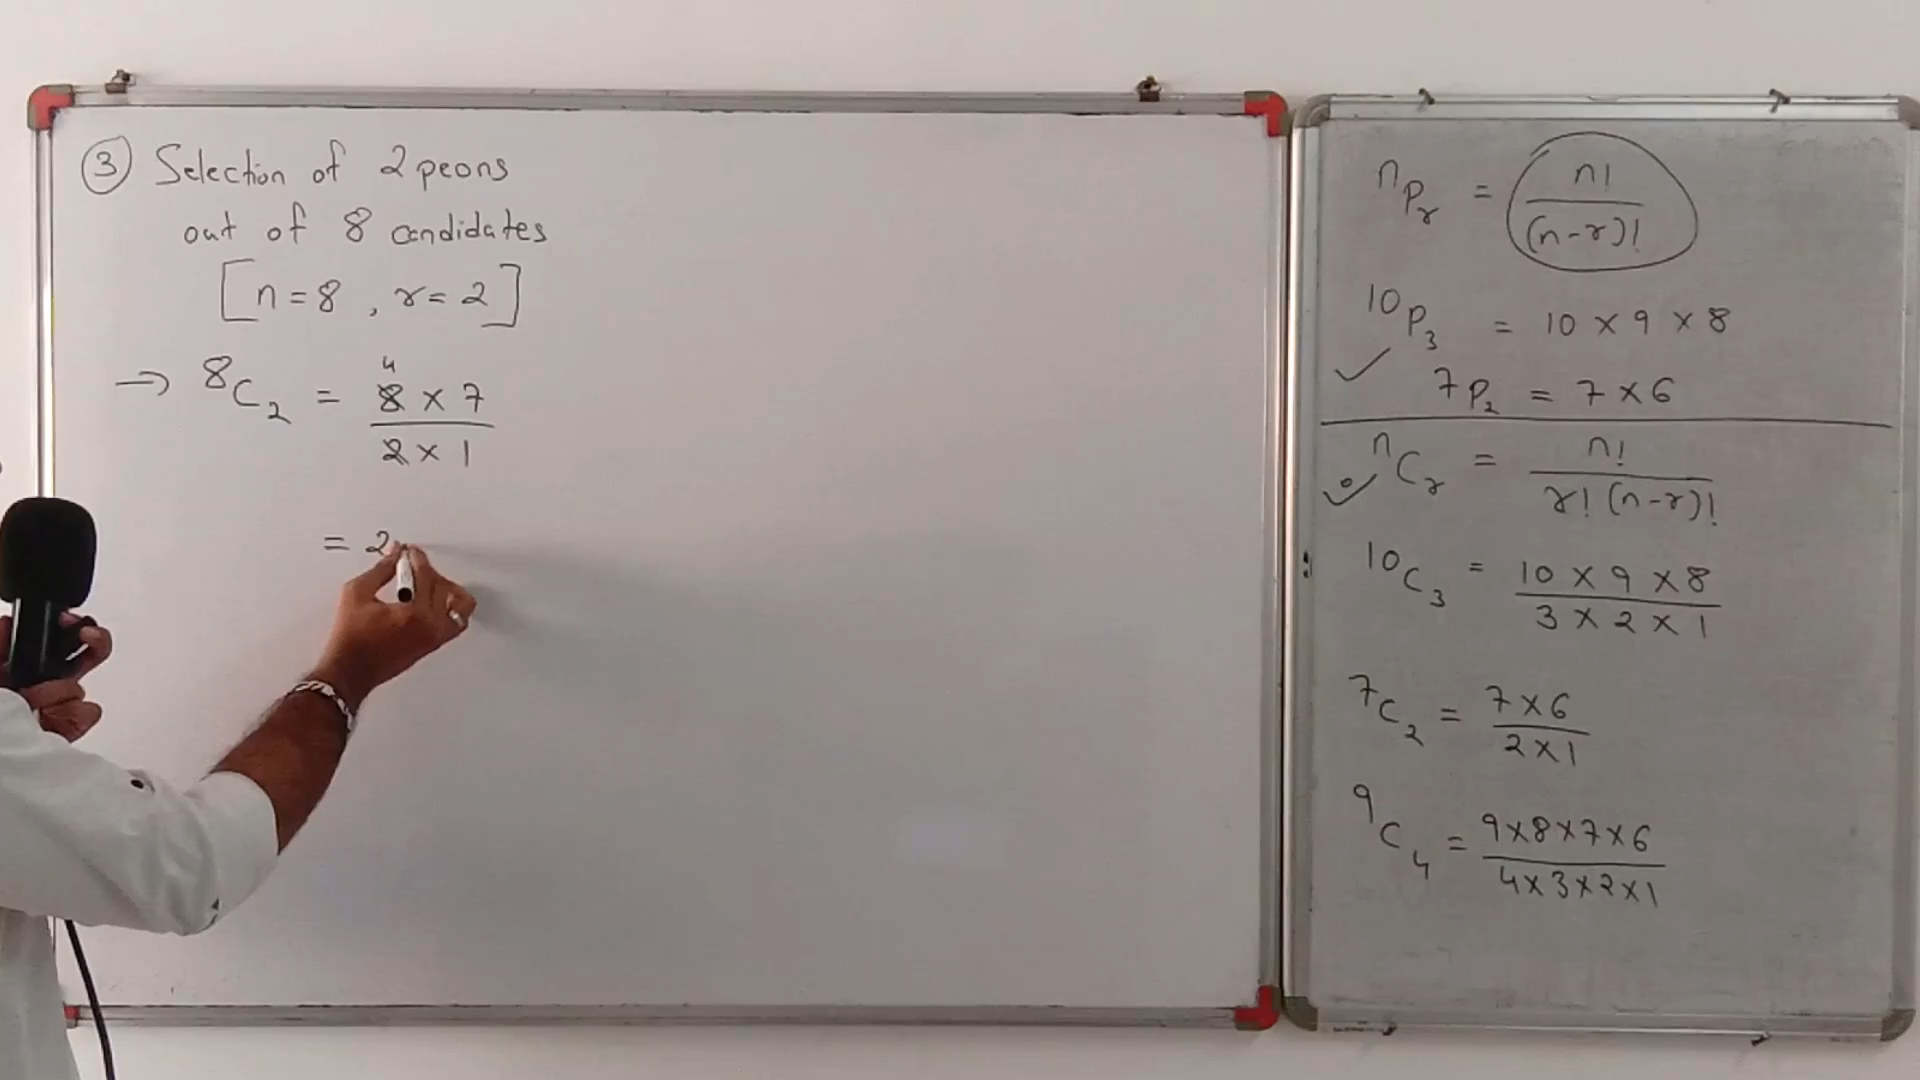 ③ Selection of 2 peons
out of 8 candidates
[n=8, r=2]
→ ⁸C₂ = 8 × 7
4
2 × 1
= 2
ⁿPᵣ = n!
(n-r)!
¹⁰P₃ = 10 × 9 × 8
✓ ⁷P₂ = 7 × 6
✓ ⁿCᵣ = n!
r! (n-r)!
¹⁰C₃ = 10 × 9 × 8
3 × 2 × 1
⁷C₂ = 7 × 6
2 × 1
⁹C₄ = 9×8×7×6
4×3×2×1